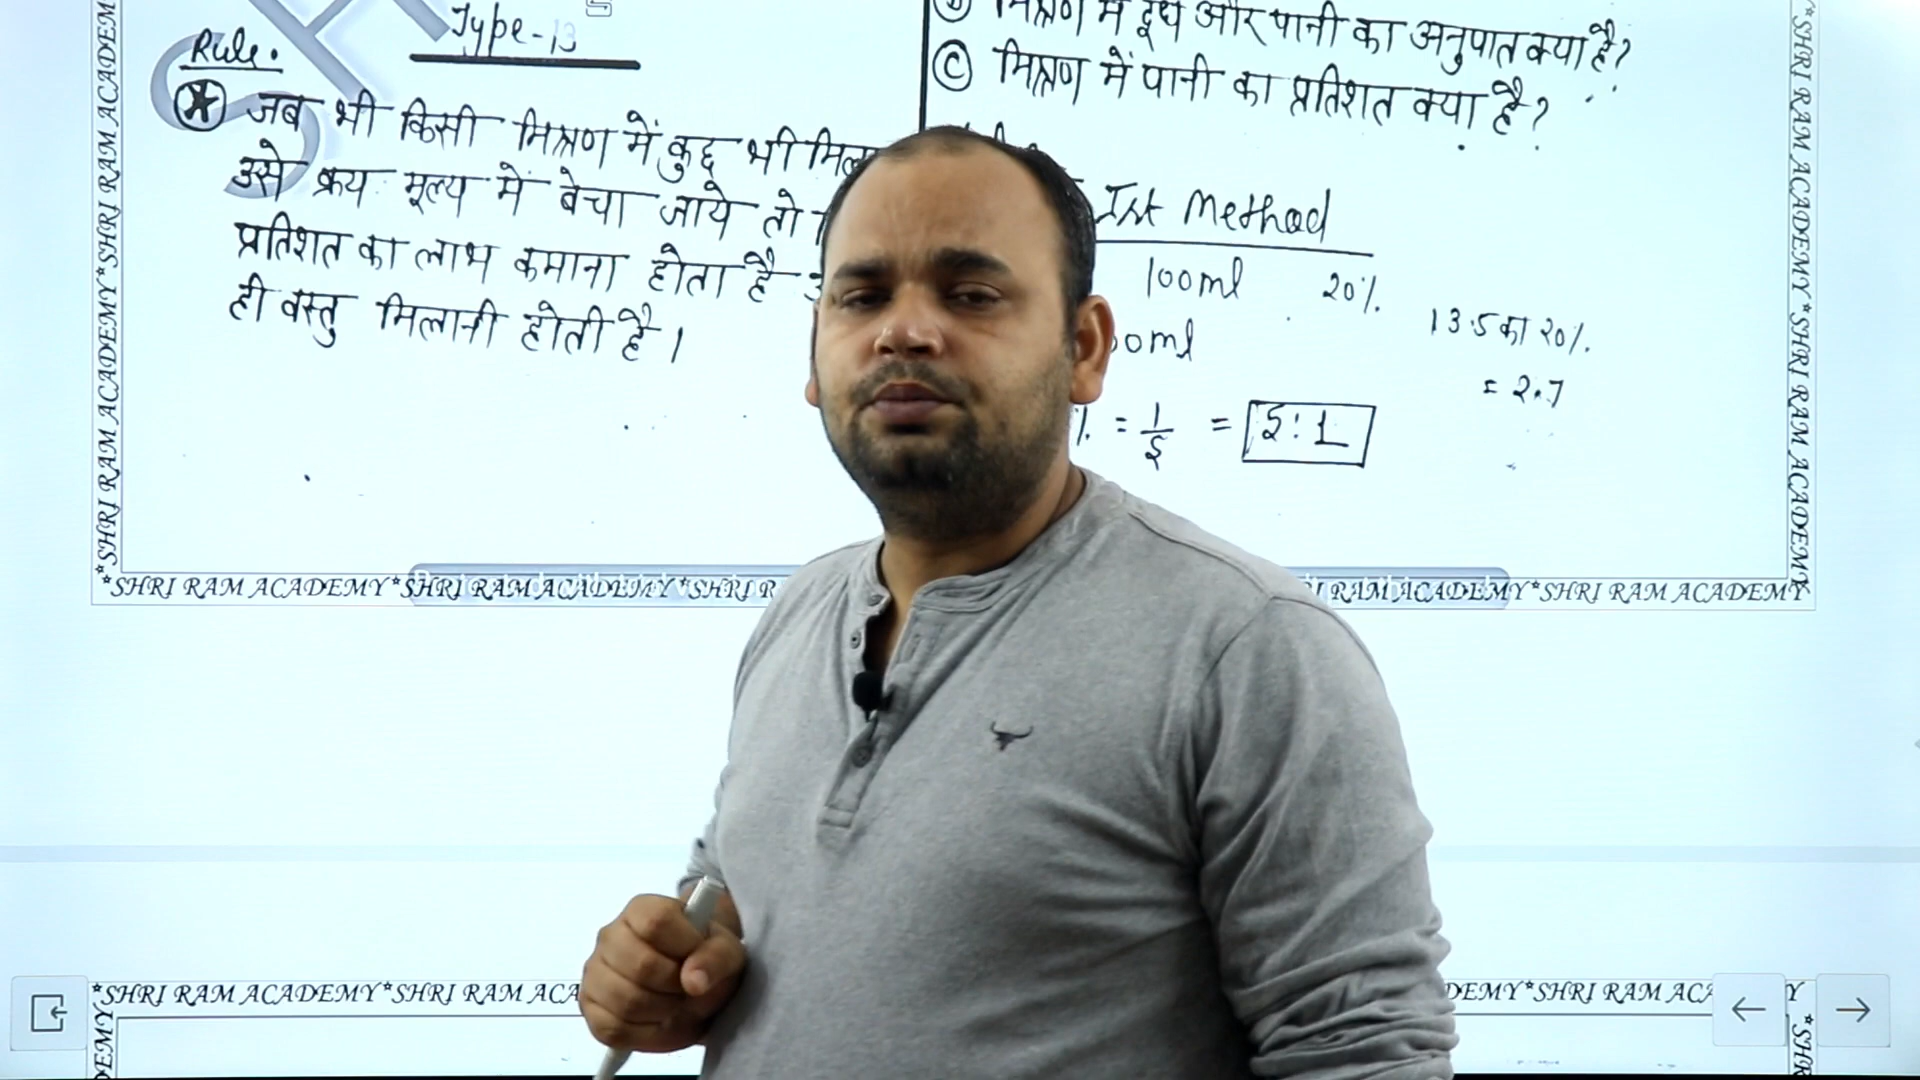 Type-13
Rule.
जब भी किसी मिश्रण में कुछ भी
उसे क्रय मूल्य में बेचा जाये तो
प्रतिशत का लाभ कमाना होता है
ही वस्तु मिलानी होती है।
मिश्रण में दूध और पानी का अनुपात क्या है?
Ⓒ मिश्रण में पानी का प्रतिशत क्या है?
Ist Method
100ml 20%.
13.5 का 20%.
= 2.7
= 1/5 = 5:1
*SHRI RAM ACADEMY*SHRI RAM ACADEM
*SHRI RAM ACADEMY*SHRI RAM ACADEMY
*SHRI RAM ACADEMY*SHRI RAM ACADEMY*SHRI R
RAM ACADEMY*SHRI RAM ACADEMY
*SHRI RAM ACADEMY*SHRI RAM ACA
DEMY*SHRI RAM ACA
DEMY
*SHR